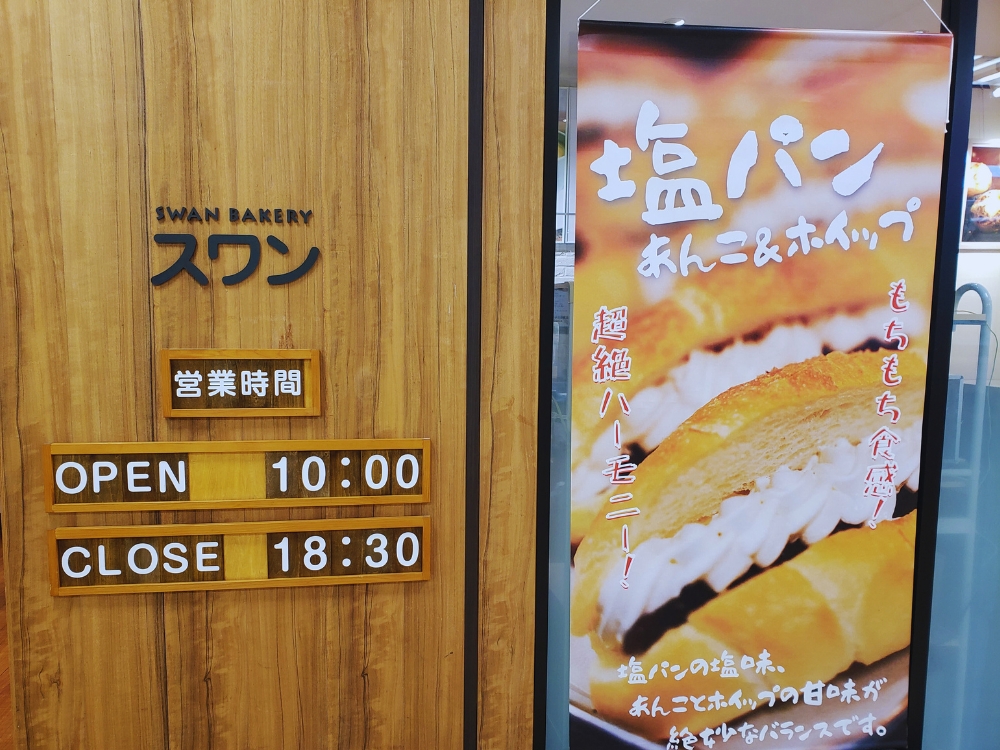 SWAN BAKERY
スワン
営業時間
OPEN 10:00
CLOSE 18:30
塩パン
あんこ&ホイップ
もちもち食感!
超絶ハーモニー!
塩パンの塩味、
あんことホイップの甘味が
絶妙なバランスです。